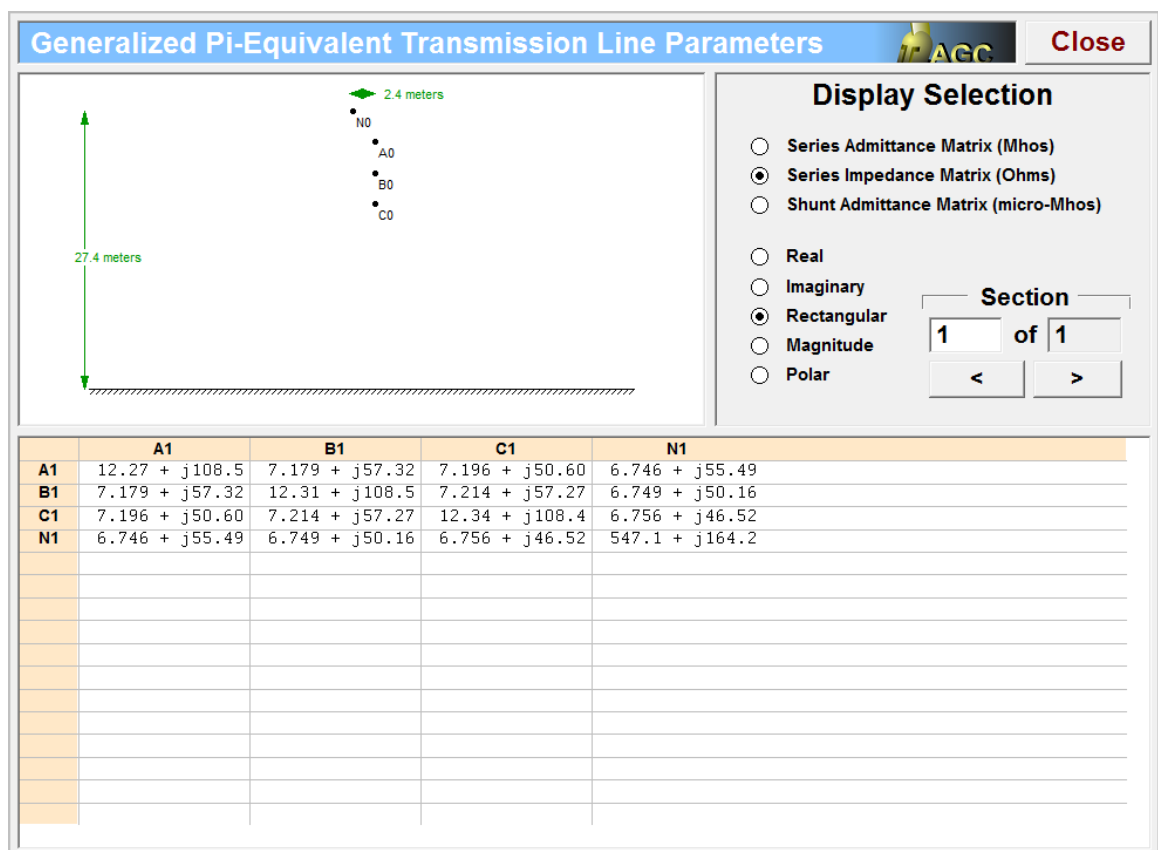 Generalized Pi-Equivalent Transmission Line Parameters
AGC
Close
2.4 meters
N0
A0
B0
C0
27.4 meters
Display Selection
Series Admittance Matrix (Mhos)
Series Impedance Matrix (Ohms)
Shunt Admittance Matrix (micro-Mhos)
Real
Imaginary
Rectangular
Magnitude
Polar
Section
1 of 1
< >
A1 B1 C1 N1
A1 12.27 + j108.5 7.179 + j57.32 7.196 + j50.60 6.746 + j55.49
B1 7.179 + j57.32 12.31 + j108.5 7.214 + j57.27 6.749 + j50.16
C1 7.196 + j50.60 7.214 + j57.27 12.34 + j108.4 6.756 + j46.52
N1 6.746 + j55.49 6.749 + j50.16 6.756 + j46.52 547.1 + j164.2